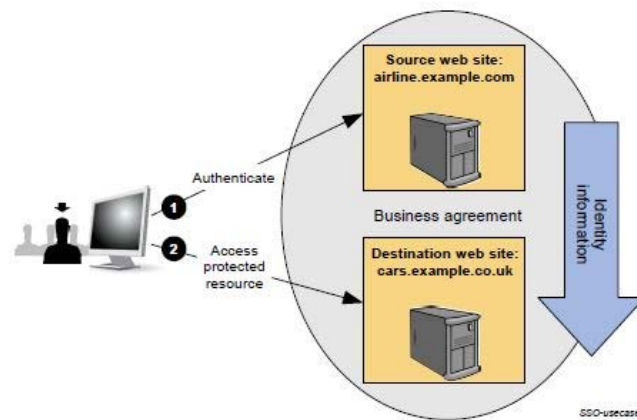 Source web site:
airline.example.com
Authenticate
1
Identity
information
Business agreement
2
Access
protected
resource
Destination web site:
cars.example.co.uk
SSO-usecase